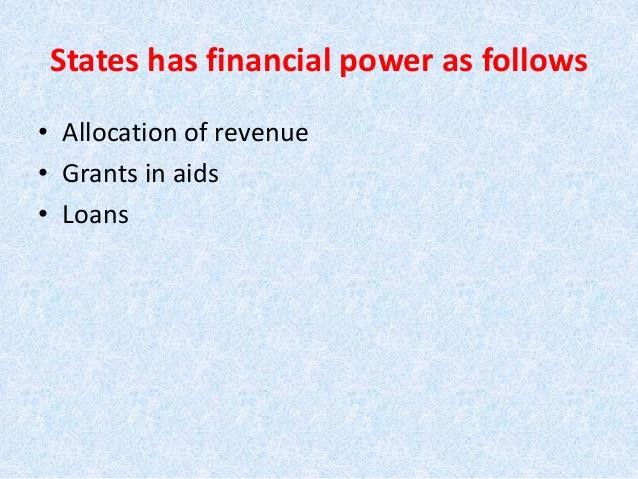 States has financial power as follows
• Allocation of revenue
• Grants in aids
• Loans